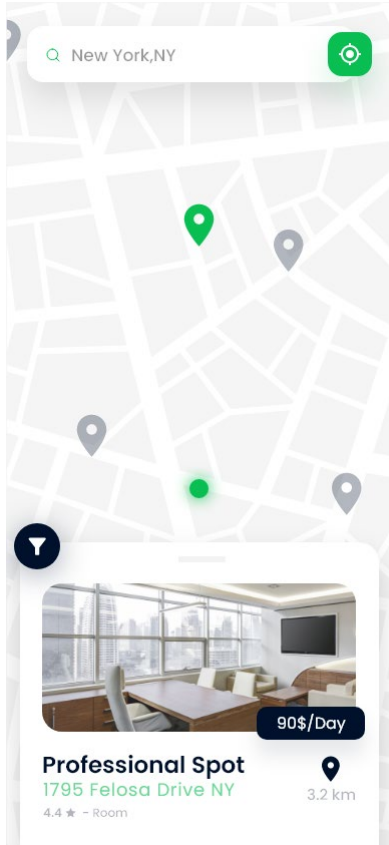 New York,NY
90$/Day
Professional Spot
1795 Felosa Drive NY
3.2 km
4.4 ★ - Room